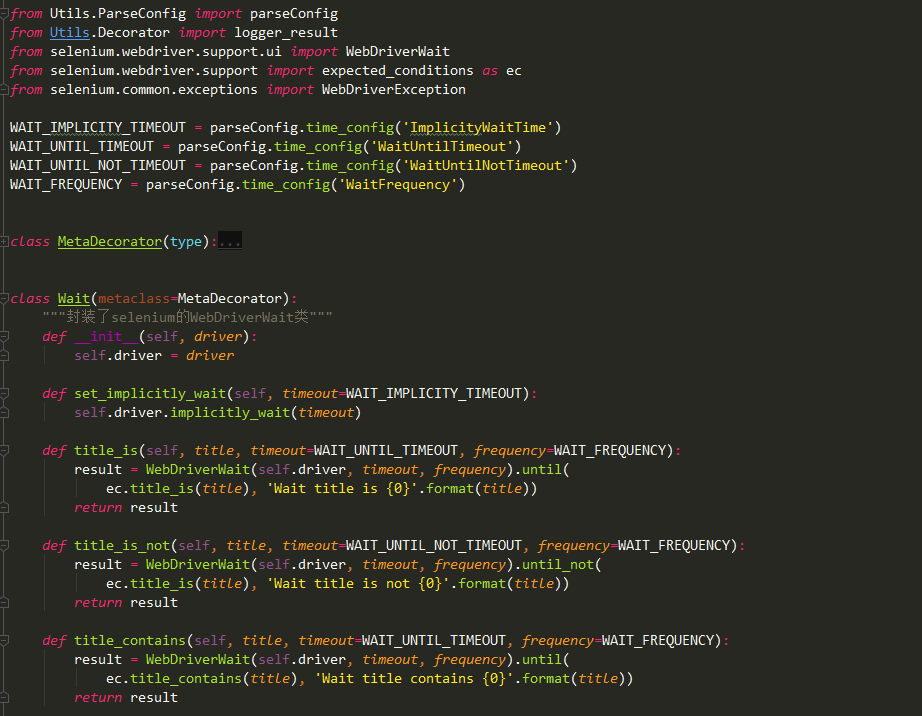 from Utils.ParseConfig import parseConfig
from Utils.Decorator import logger_result
from selenium.webdriver.support.ui import WebDriverWait
from selenium.webdriver.support import expected_conditions as ec
from selenium.common.exceptions import WebDriverException

WAIT_IMPLICITY_TIMEOUT = parseConfig.time_config('ImplicityWaitTime')
WAIT_UNTIL_TIMEOUT = parseConfig.time_config('WaitUntilTimeout')
WAIT_UNTIL_NOT_TIMEOUT = parseConfig.time_config('WaitUntilNotTimeout')
WAIT_FREQUENCY = parseConfig.time_config('WaitFrequency')

class MetaDecorator(type):...

class Wait(metaclass=MetaDecorator):
    """封装了selenium的WebDriverWait类"""
    def __init__(self, driver):
        self.driver = driver

    def set_implicitly_wait(self, timeout=WAIT_IMPLICITY_TIMEOUT):
        self.driver.implicitly_wait(timeout)

    def title_is(self, title, timeout=WAIT_UNTIL_TIMEOUT, frequency=WAIT_FREQUENCY):
        result = WebDriverWait(self.driver, timeout, frequency).until(
            ec.title_is(title), 'Wait title is {0}'.format(title))
        return result

    def title_is_not(self, title, timeout=WAIT_UNTIL_NOT_TIMEOUT, frequency=WAIT_FREQUENCY):
        result = WebDriverWait(self.driver, timeout, frequency).until_not(
            ec.title_is(title), 'Wait title is not {0}'.format(title))
        return result

    def title_contains(self, title, timeout=WAIT_UNTIL_TIMEOUT, frequency=WAIT_FREQUENCY):
        result = WebDriverWait(self.driver, timeout, frequency).until(
            ec.title_contains(title), 'Wait title contains {0}'.format(title))
        return result